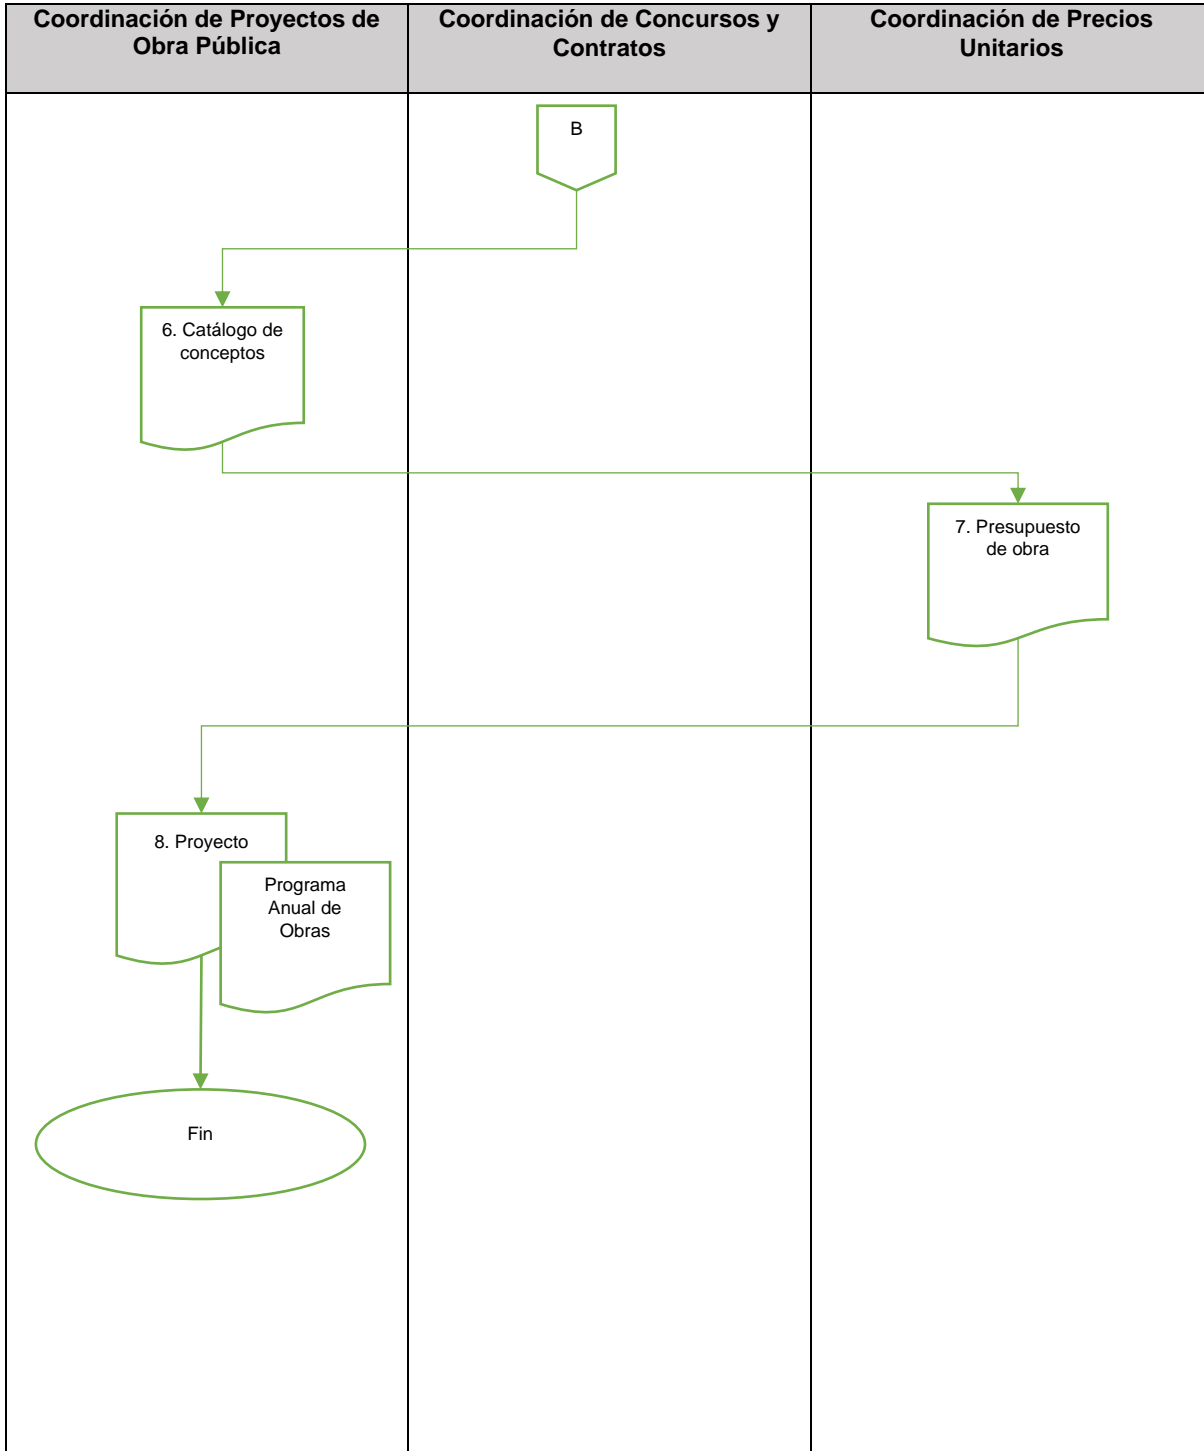 Coordinación de Proyectos de
Obra Pública
Coordinación de Concursos y
Contratos
Coordinación de Precios
Unitarios
B
6. Catálogo de
conceptos
7. Presupuesto
de obra
8. Proyecto
Programa
Anual de
Obras
Fin